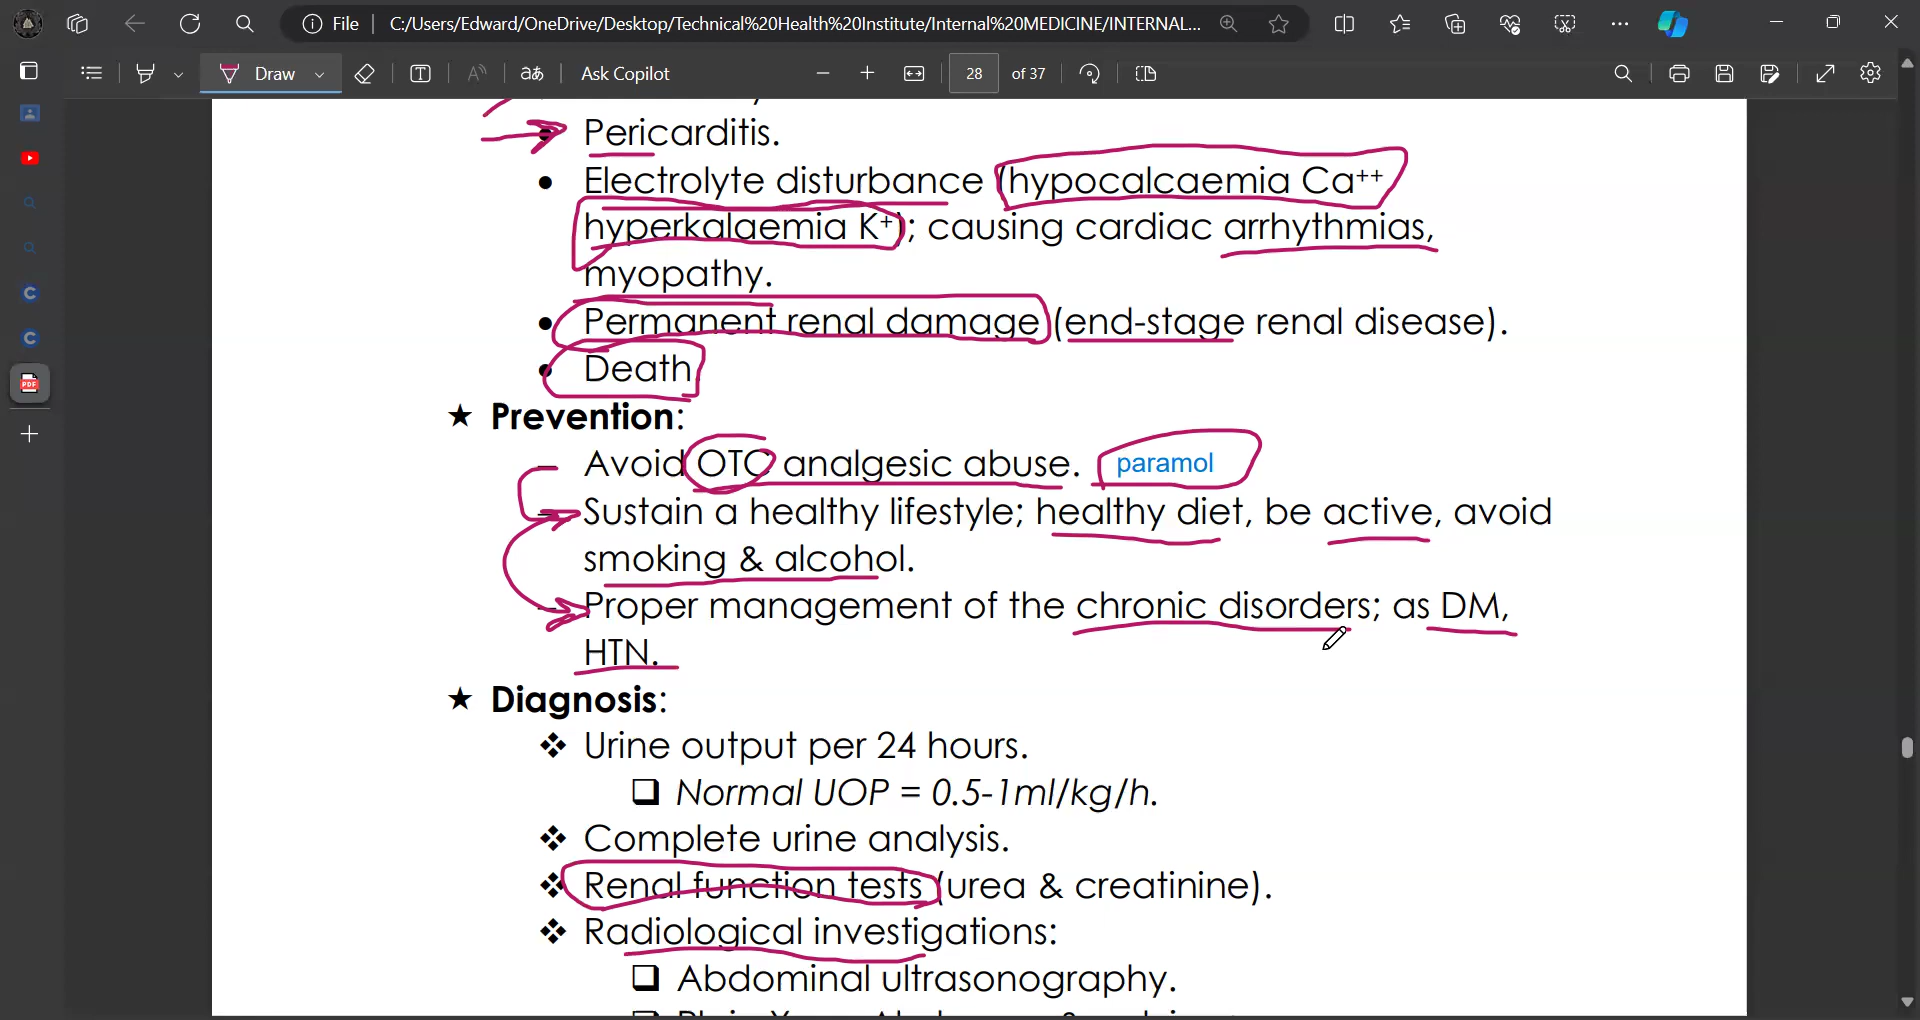 File
C:/Users/Edward/OneDrive/Desktop/Technical%20Health%20Institute/Internal%20MEDICINE/INTERNAL...
Draw
aあ
Ask Copilot
28
of 37
• Pericarditis.
• Electrolyte disturbance (hypocalcaemia Ca⁺⁺
hyperkalaemia K⁺); causing cardiac arrhythmias,
myopathy.
• Permanent renal damage (end-stage renal disease).
• Death
★ Prevention:
– Avoid OTC analgesic abuse. paramol
– Sustain a healthy lifestyle; healthy diet, be active, avoid
smoking & alcohol.
– Proper management of the chronic disorders; as DM,
HTN.
★ Diagnosis:
❖ Urine output per 24 hours.
❑ Normal UOP = 0.5-1ml/kg/h.
❖ Complete urine analysis.
❖ Renal function tests (urea & creatinine).
❖ Radiological investigations:
❑ Abdominal ultrasonography.